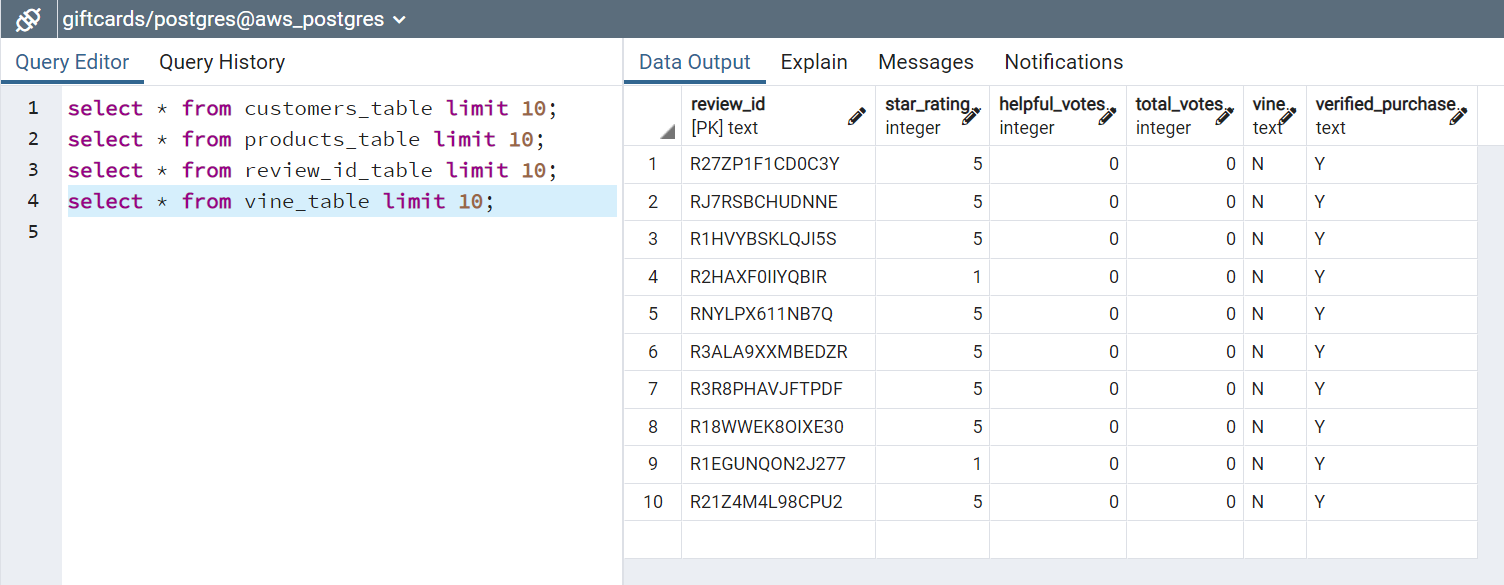 giftcards/postgres@aws_postgres
Query Editor Query History
1 select * from customers_table limit 10;
2 select * from products_table limit 10;
3 select * from review_id_table limit 10;
4 select * from vine_table limit 10;
5
Data Output Explain Messages Notifications
review_id star_rating helpful_votes total_votes vine verified_purchase
[PK] text integer integer integer text text
1 R27ZP1F1CD0C3Y 5 0 0 N Y
2 RJ7RSBCHUDNNE 5 0 0 N Y
3 R1HVYBSKLQJI5S 5 0 0 N Y
4 R2HAXF0IIYQBIR 1 0 0 N Y
5 RNYLPX611NB7Q 5 0 0 N Y
6 R3ALA9XXMBEDZR 5 0 0 N Y
7 R3R8PHAVJFTPDF 5 0 0 N Y
8 R18WWEK8OIXE30 5 0 0 N Y
9 R1EGUNQON2J277 1 0 0 N Y
10 R21Z4M4L98CPU2 5 0 0 N Y